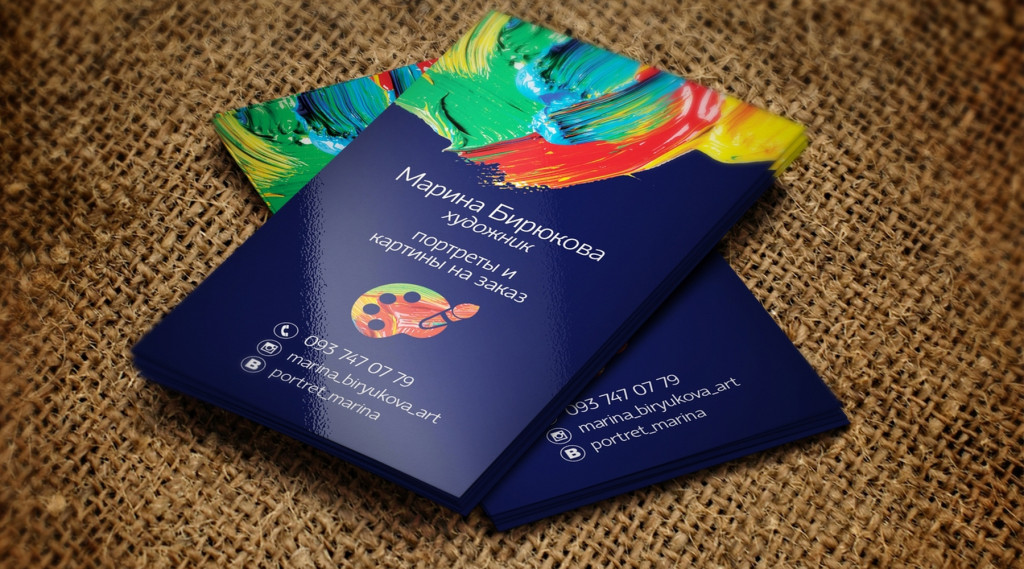 Марина Бирюкова
художник
портреты и
картины на заказ
093 747 07 79
marina_biryukova_art
portret_marina
093 747 07 79
marina_biryukova_art
portret_marina